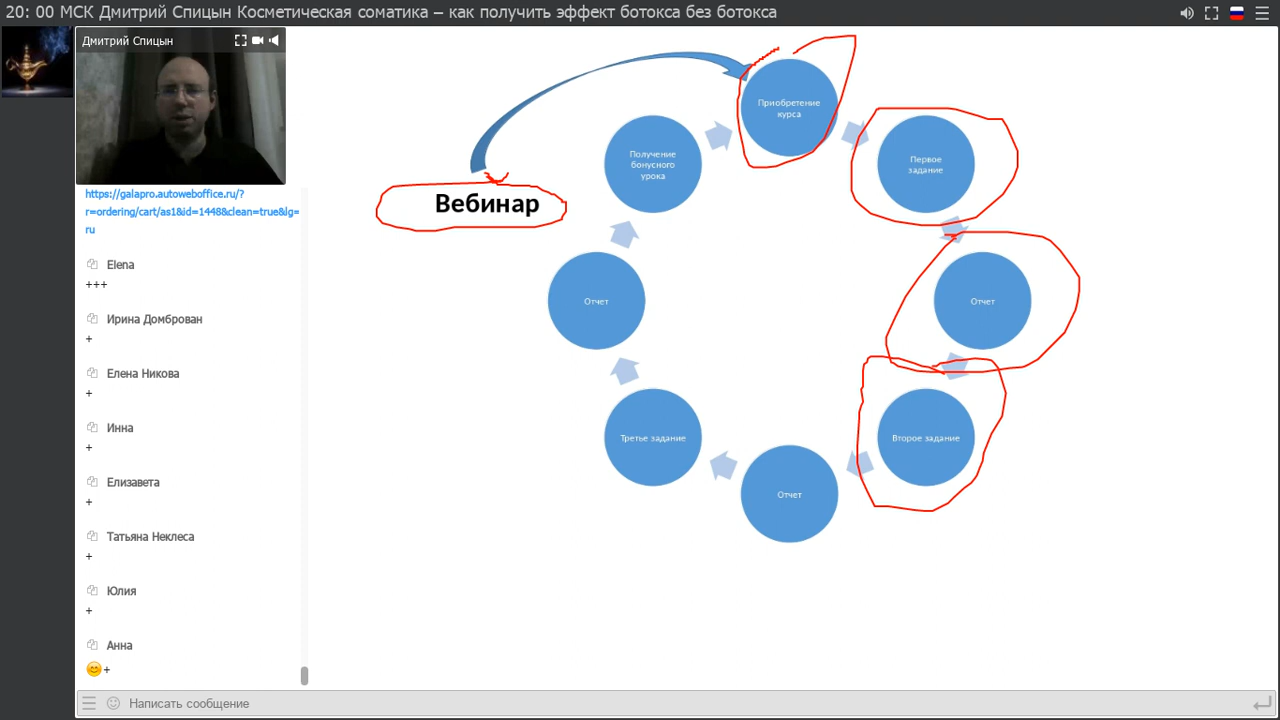 20: 00 МСК Дмитрий Спицын Косметическая соматика – как получить эффект ботокса без ботокса
Дмитрий Спицын
https://galapro.autoweboffice.ru/?
r=ordering/cart/as1&id=1448&clean=true&lg=
ru
Elena
+++
Ирина Домброван
+
Елена Никова
+
Инна
+
Елизавета
+
Татьяна Неклеса
+
Юлия
+
Анна
😊+
Написать сообщение
Вебинар
Приобретение
курса
Первое
задание
Отчет
Второе задание
Отчет
Третье задание
Отчет
Получение
бонусного
урока